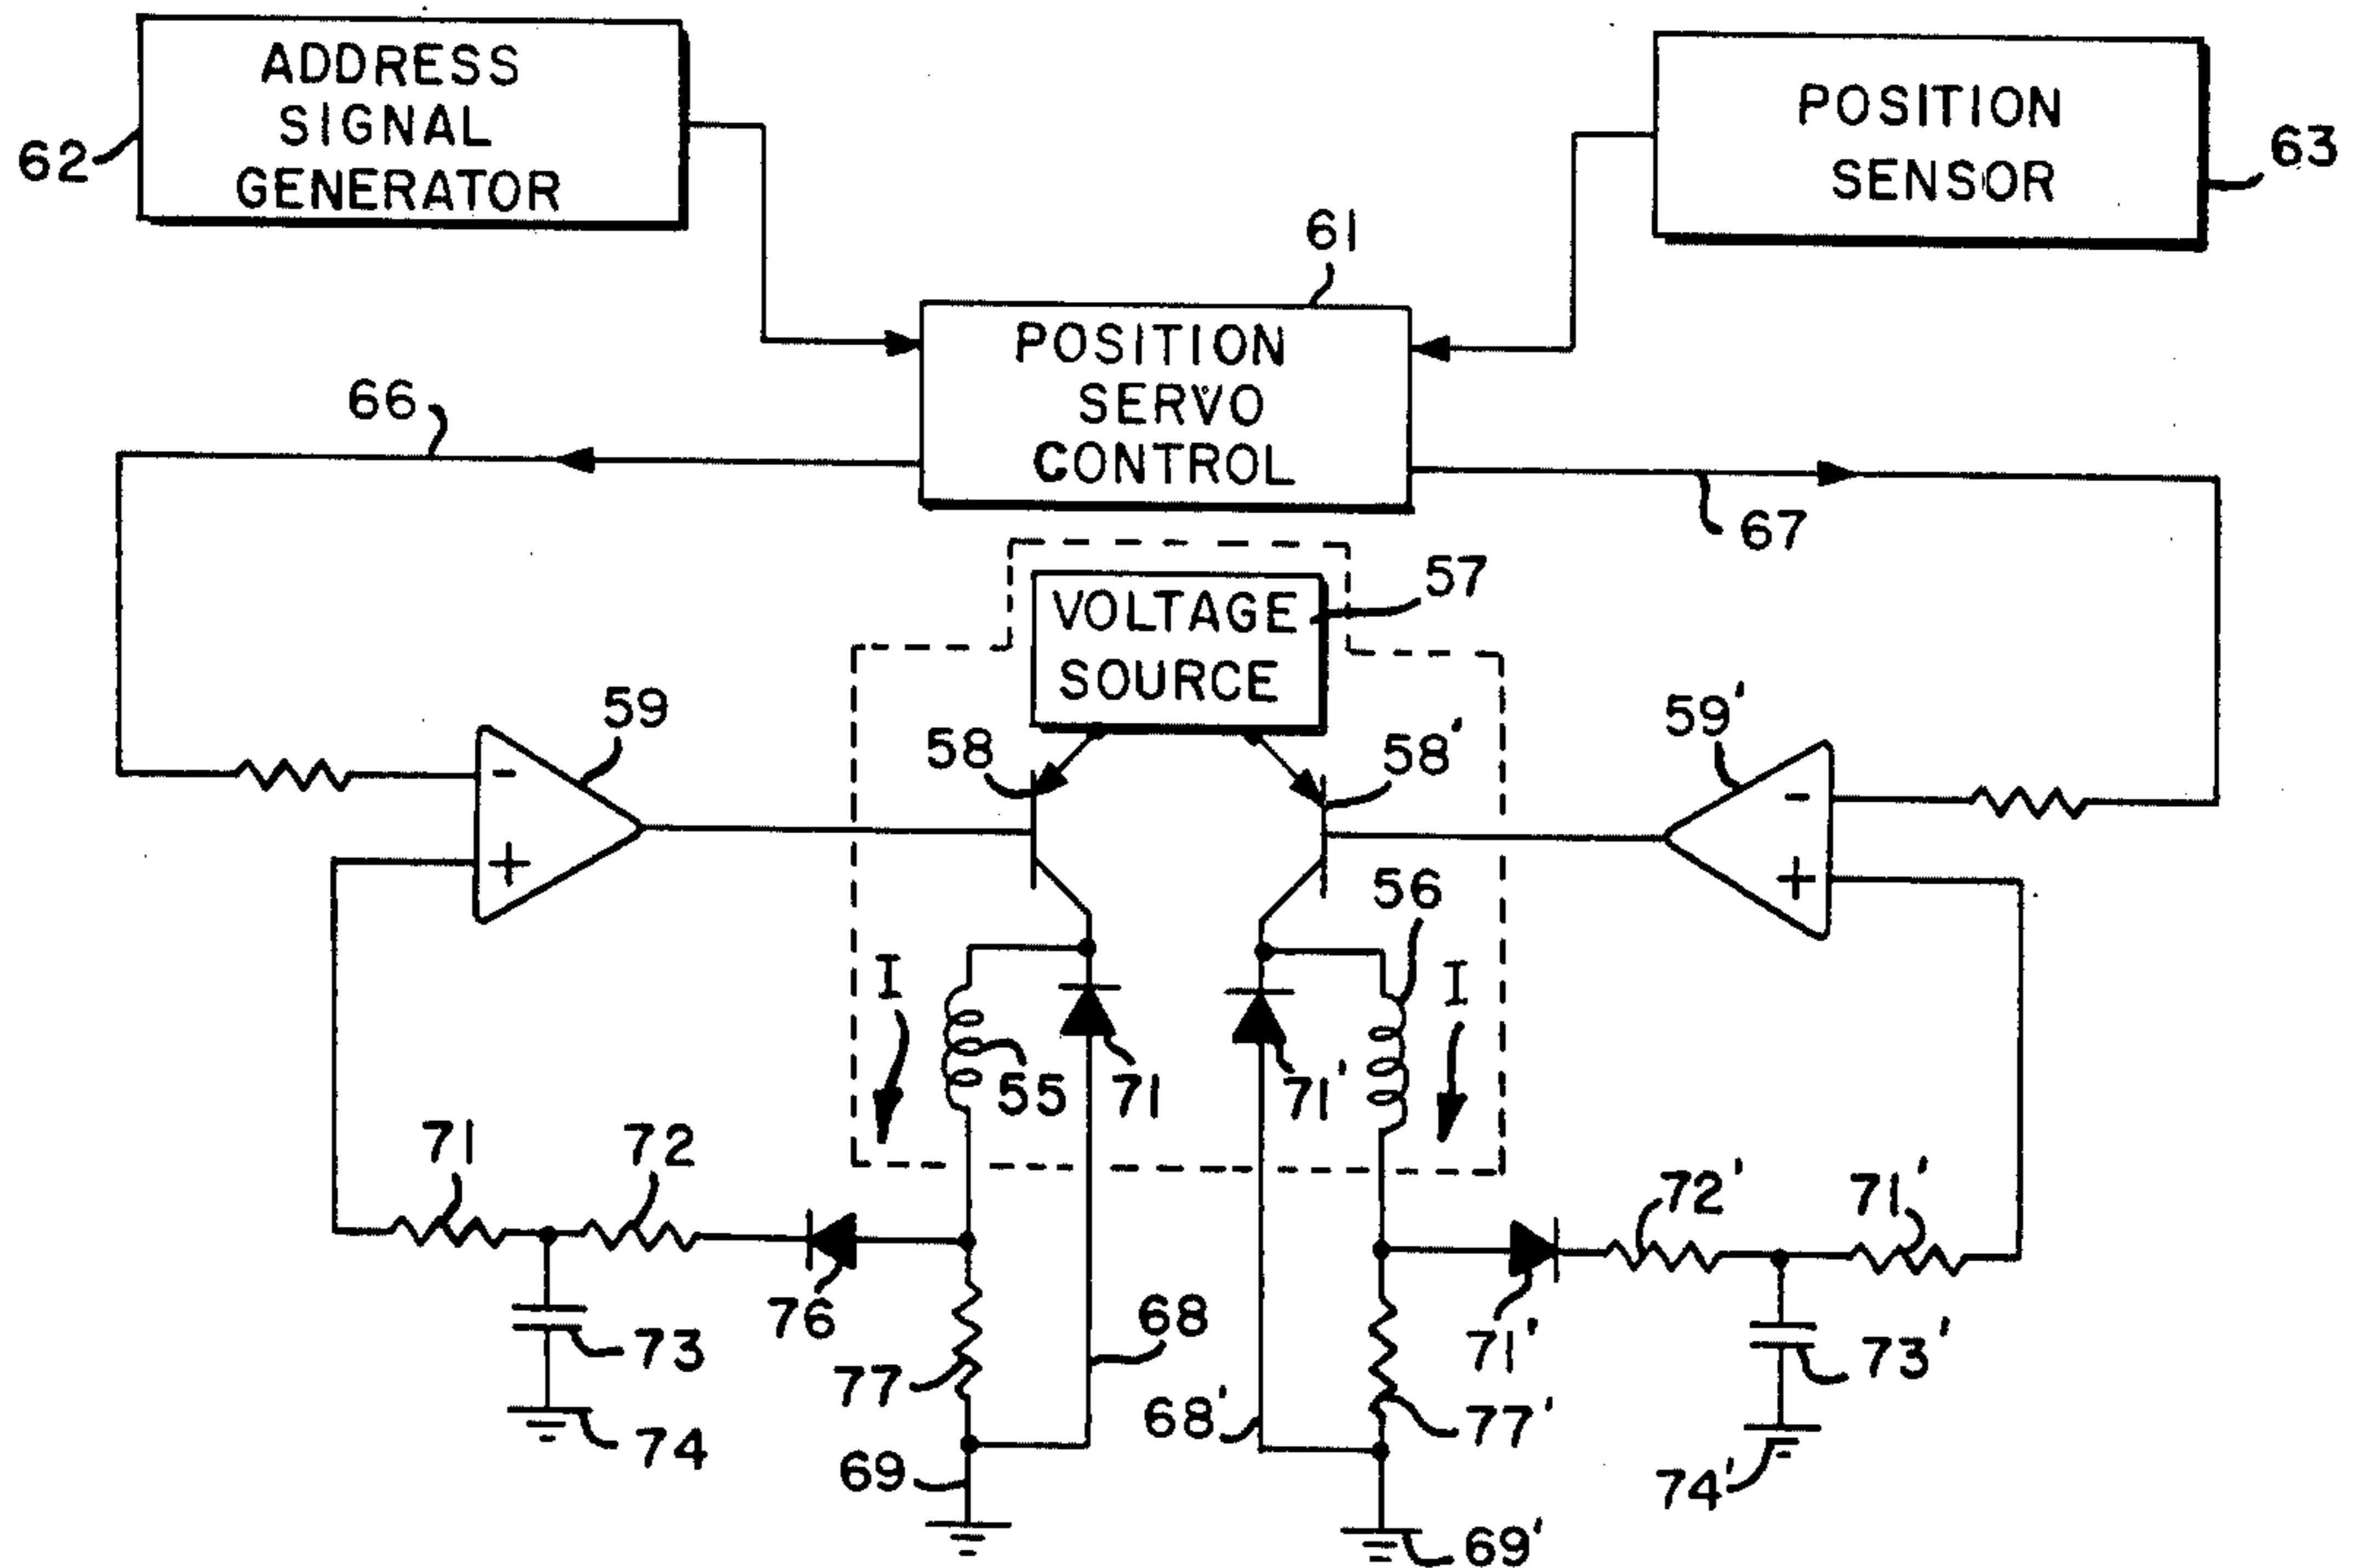 ADDRESS
SIGNAL
GENERATOR
62
POSITION
SENSOR
63
61
POSITION
SERVO
CONTROL
66
67
57
VOLTAGE
SOURCE
59
-
+
58
58'
59'
-
+
56
I
I
55
71
71'
71
72
72'
71'
76
73
77
68
71'
73'
68'
77'
74
69
74'
69'